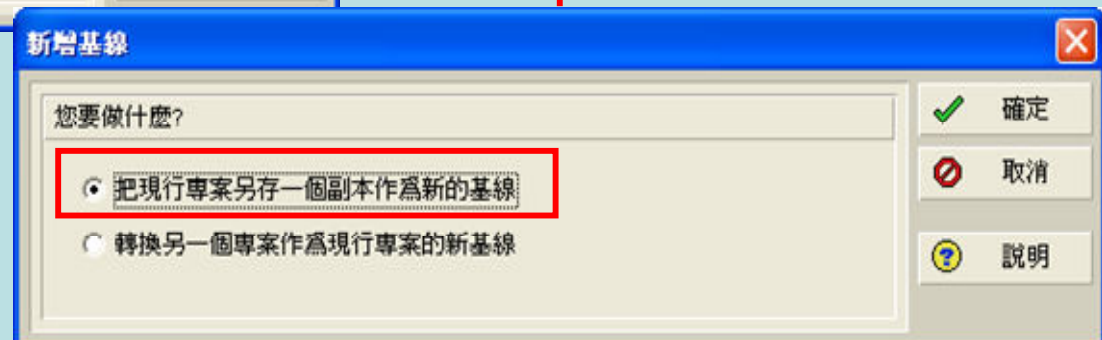 新增基線
您要做什麼?
把現行專案另存一個副本作爲新的基線
轉換另一個專案作爲現行專案的新基線
確定
取消
說明